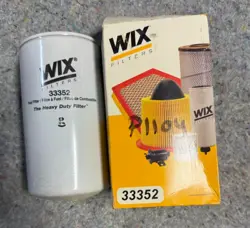 WIX
FILTERS
33352
The Heavy Duty Filter
WIX
FILTERS
R1104
WIX
33352